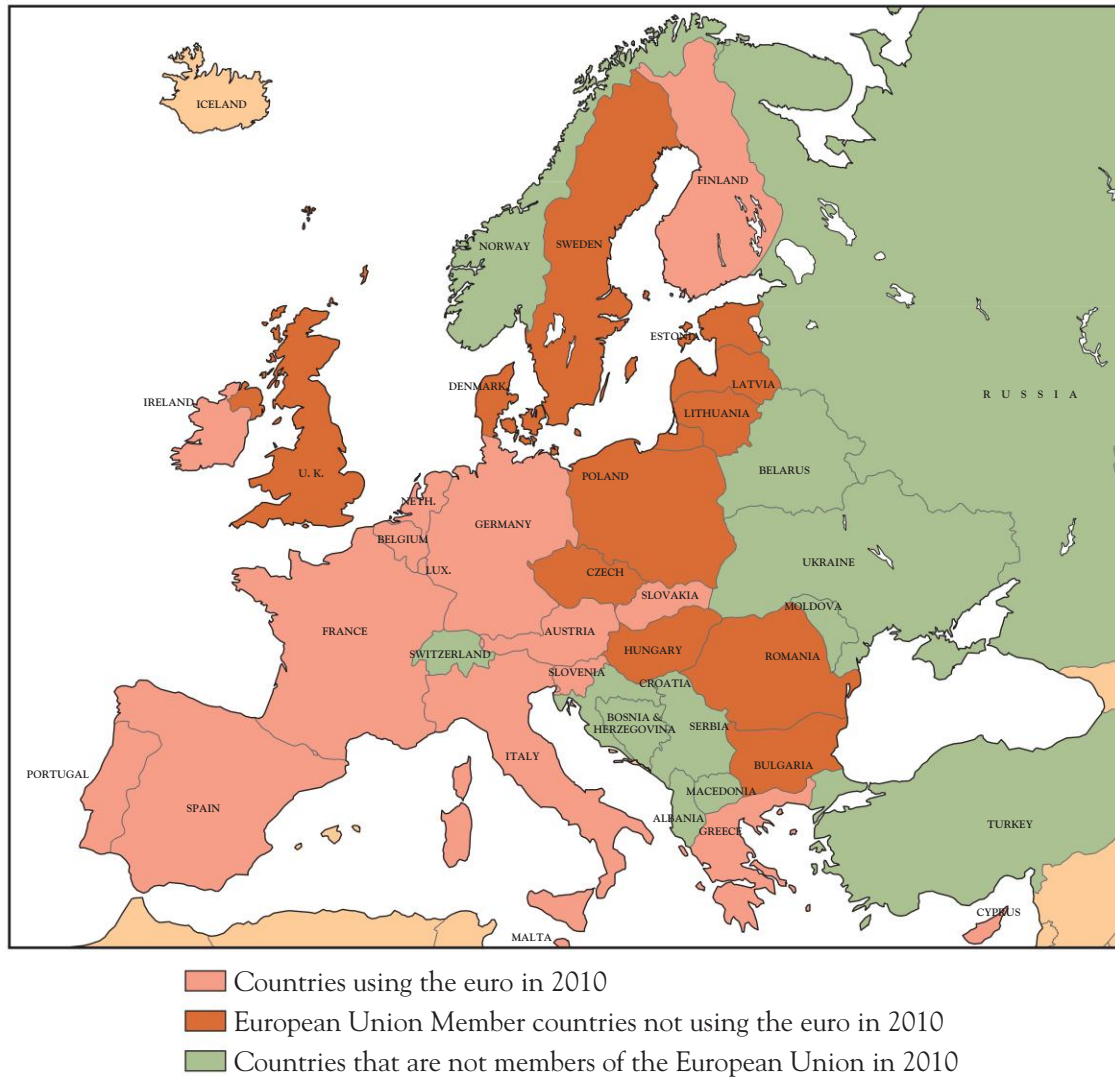 ICELAND
FINLAND
NORWAY
SWEDEN
ESTONIA
RUSSIA
LATVIA
DENMARK
LITHUANIA
IRELAND
BELARUS
U. K.
POLAND
NETH.
GERMANY
BELGIUM
UKRAINE
LUX.
CZECH
SLOVAKIA
MOLDOVA
FRANCE
AUSTRIA
SWITZERLAND
HUNGARY
ROMANIA
SLOVENIA
CROATIA
BOSNIA &
HERZEGOVINA
SERBIA
ITALY
BULGARIA
PORTUGAL
MACEDONIA
SPAIN
ALBANIA
TURKEY
GREECE
CYPRUS
MALTA
Countries using the euro in 2010
European Union Member countries not using the euro in 2010
Countries that are not members of the European Union in 2010